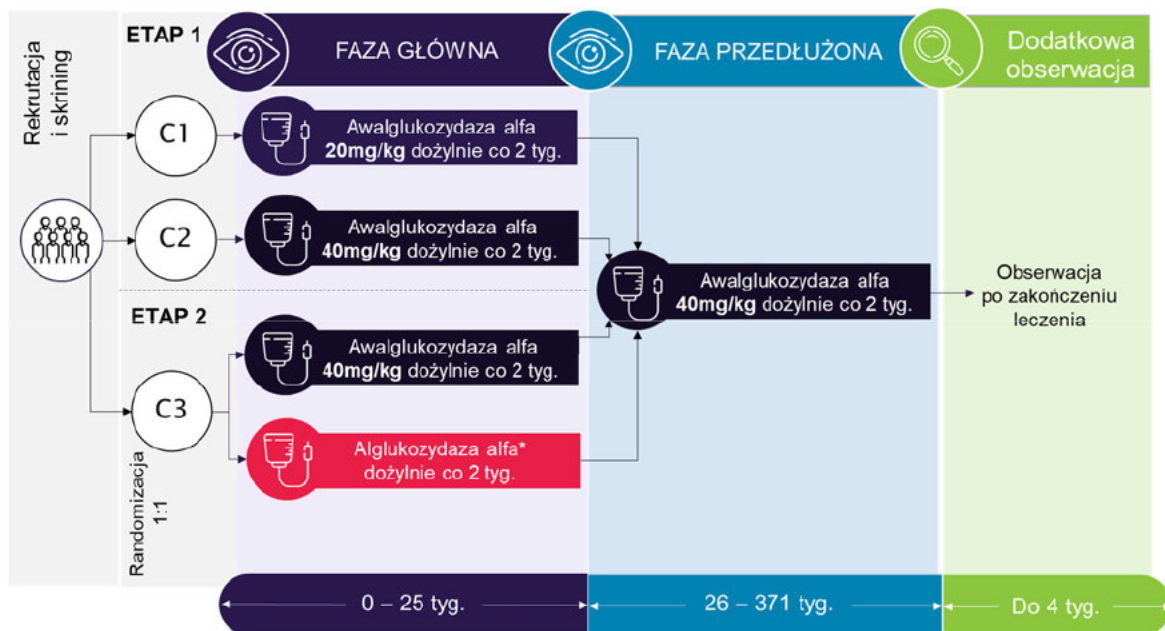 Rekrutacja
i skrining
ETAP 1
FAZA GŁÓWNA
FAZA PRZEDŁUŻONA
Dodatkowa
obserwacja
C1
Awalglukozydaza alfa
20mg/kg dożylnie co 2 tyg.
C2
Awalglukozydaza alfa
40mg/kg dożylnie co 2 tyg.
Awalglukozydaza alfa
40mg/kg dożylnie co 2 tyg.
Obserwacja
po zakończeniu
leczenia
ETAP 2
Awalglukozydaza alfa
40mg/kg dożylnie co 2 tyg.
C3
Alglukozydaza alfa*
dożylnie co 2 tyg.
Randomizacja
1:1
0 – 25 tyg.
26 – 371 tyg.
Do 4 tyg.